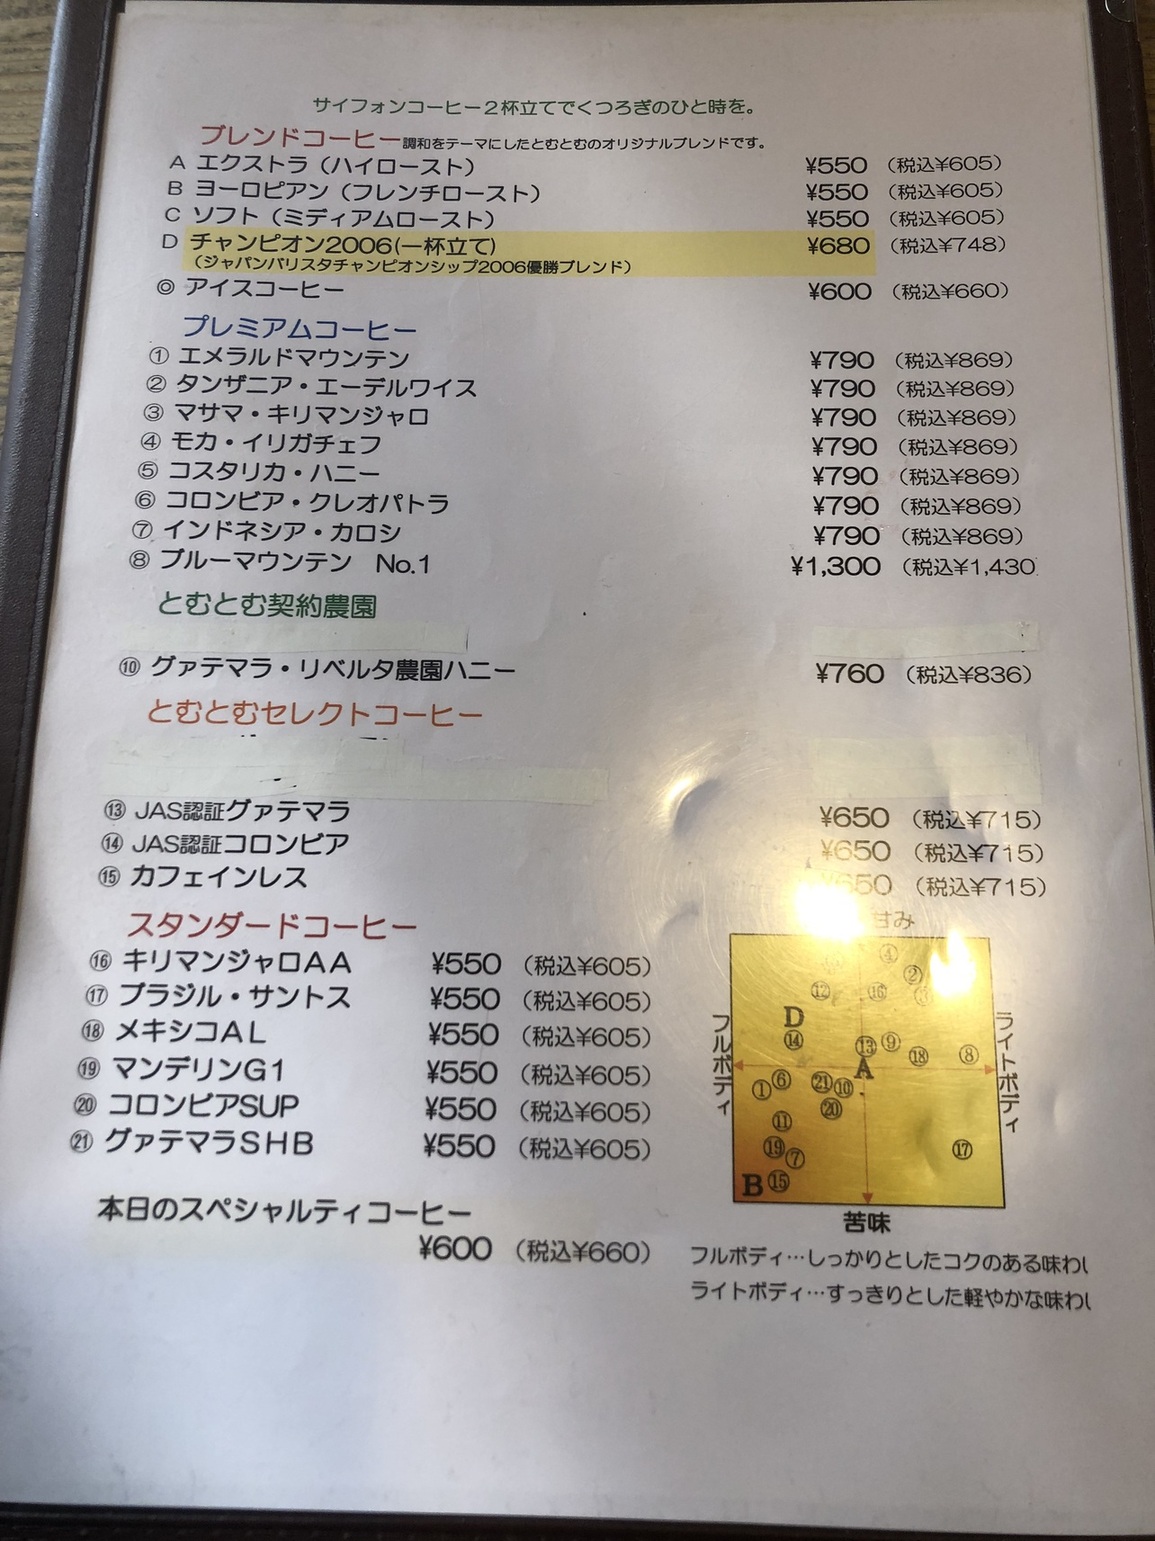 サイフォンコーヒー２杯立てでくつろぎのひと時を。
ブレンドコーヒー調和をテーマにしたとむとむのオリジナルブレンドです。
A エクストラ（ハイロースト） ¥550 （税込¥605）
B ヨーロピアン（フレンチロースト） ¥550 （税込¥605）
C ソフト（ミディアムロースト） ¥550 （税込¥605）
D チャンピオン2006(一杯立て) ¥680 （税込¥748）
（ジャパンバリスタチャンピオンシップ2006優勝ブレンド）
◎ アイスコーヒー ¥600 （税込¥660）
プレミアムコーヒー
① エメラルドマウンテン ¥790 （税込¥869）
② タンザニア・エーデルワイス ¥790 （税込¥869）
③ マサマ・キリマンジャロ ¥790 （税込¥869）
④ モカ・イリガチェフ ¥790 （税込¥869）
⑤ コスタリカ・ハニー ¥790 （税込¥869）
⑥ コロンビア・クレオパトラ ¥790 （税込¥869）
⑦ インドネシア・カロシ ¥790 （税込¥869）
⑧ ブルーマウンテン No.1 ¥1,300 （税込¥1,430
とむとむ契約農園
⑩ グァテマラ・リベルタ農園ハニー ¥760 （税込¥836）
とむとむセレクトコーヒー
⑬ JAS認証グァテマラ ¥650 （税込¥715）
⑭ JAS認証コロンビア ¥650 （税込¥715）
⑮ カフェインレス ¥650 （税込¥715）
スタンダードコーヒー
⑯ キリマンジャロAA ¥550 （税込¥605）
⑰ ブラジル・サントス ¥550 （税込¥605）
⑱ メキシコAL ¥550 （税込¥605）
⑲ マンデリンG1 ¥550 （税込¥605）
⑳ コロンビアSUP ¥550 （税込¥605）
㉑ グァテマラSHB ¥550 （税込¥605）
本日のスペシャルティコーヒー
¥600 （税込¥660）
甘み
フルボディ
ライトボディ
④
②
⑫ ⑯
D
⑭ ⑬ ⑨ ⑱ ⑧
A
① ⑥ ㉑ ⑩
⑳
⑪
⑲ ⑦ ⑰
B ⑮
苦味
フルボディ…しっかりとしたコクのある味わい
ライトボディ…すっきりとした軽やかな味わい